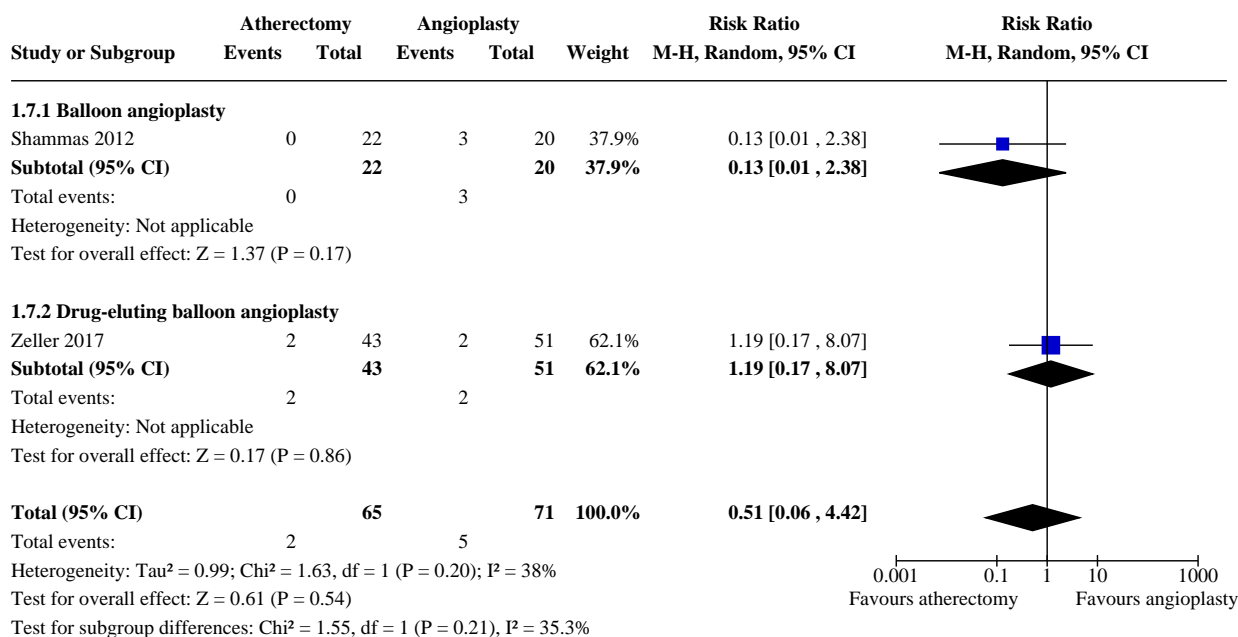 Atherectomy Angioplasty Risk Ratio Risk Ratio
Study or Subgroup Events Total Events Total Weight M-H, Random, 95% CI M-H, Random, 95% CI
1.7.1 Balloon angioplasty
Shammas 2012 0 22 3 20 37.9% 0.13 [0.01 , 2.38]
Subtotal (95% CI) 22 20 37.9% 0.13 [0.01 , 2.38]
Total events: 0 3
Heterogeneity: Not applicable
Test for overall effect: Z = 1.37 (P = 0.17)
1.7.2 Drug-eluting balloon angioplasty
Zeller 2017 2 43 2 51 62.1% 1.19 [0.17 , 8.07]
Subtotal (95% CI) 43 51 62.1% 1.19 [0.17 , 8.07]
Total events: 2 2
Heterogeneity: Not applicable
Test for overall effect: Z = 0.17 (P = 0.86)
Total (95% CI) 65 71 100.0% 0.51 [0.06 , 4.42]
Total events: 2 5
Heterogeneity: Tau² = 0.99; Chi² = 1.63, df = 1 (P = 0.20); I² = 38%
0.001 0.1 1 10 1000
Test for overall effect: Z = 0.61 (P = 0.54)
Favours atherectomy Favours angioplasty
Test for subgroup differences: Chi² = 1.55, df = 1 (P = 0.21), I² = 35.3%